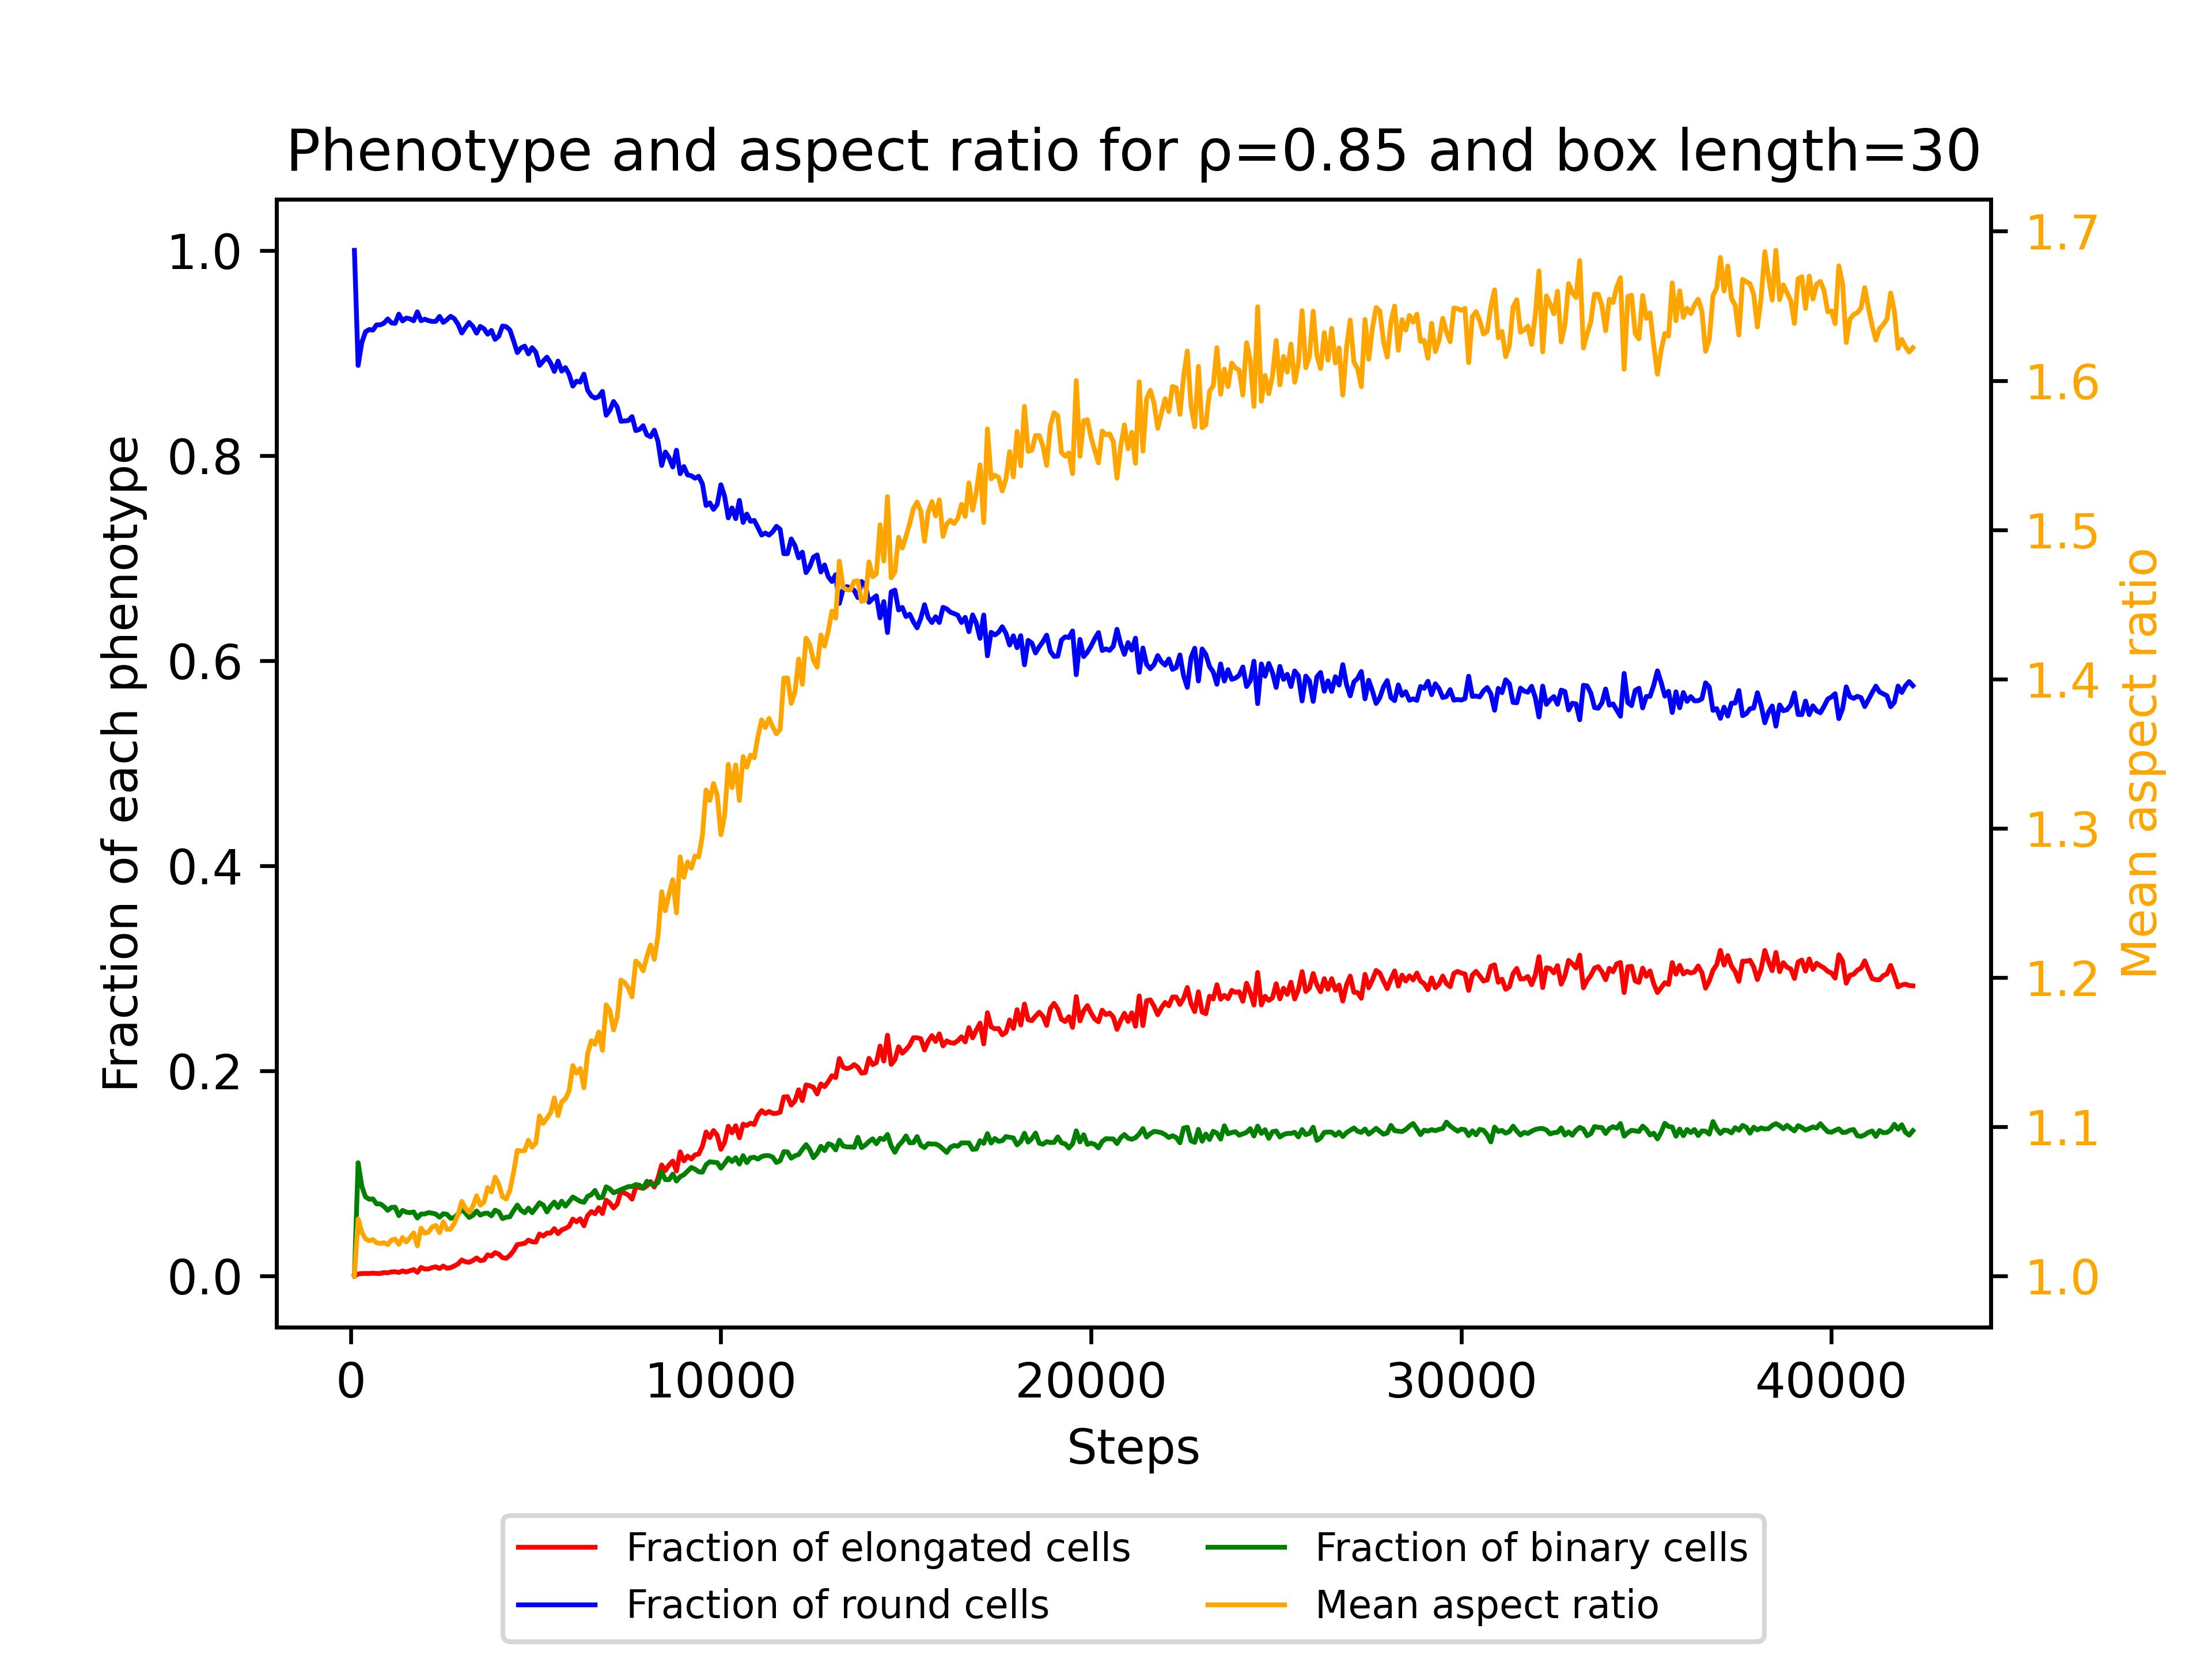 Phenotype and aspect ratio for ρ=0.85 and box length=30
Fraction of each phenotype
1.0
0.8
0.6
0.4
0.2
0.0
1.7
1.6
1.5
1.4
1.3
1.2
1.1
1.0
Mean aspect ratio
0 10000 20000 30000 40000
Steps
Fraction of elongated cells
Fraction of round cells
Fraction of binary cells
Mean aspect ratio